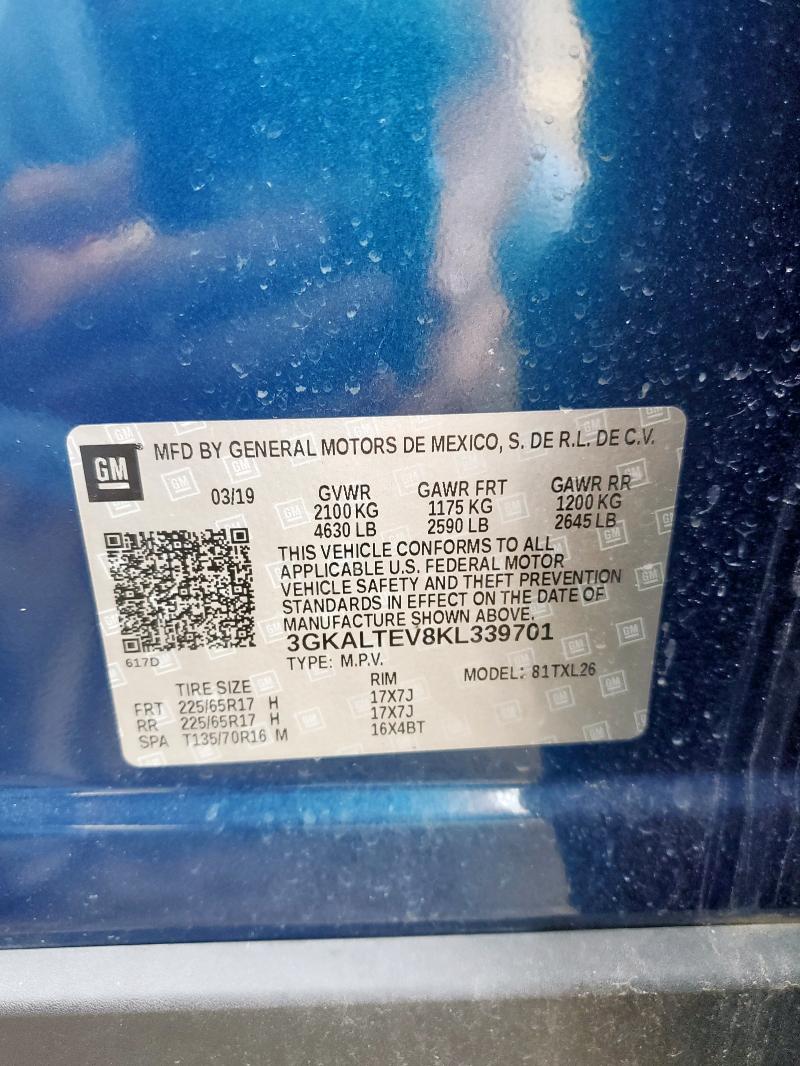 GM
MFD BY GENERAL MOTORS DE MEXICO, S. DE R.L. DE C.V.
03/19
GVWR GAWR FRT GAWR RR
2100 KG 1175 KG 1200 KG
4630 LB 2590 LB 2645 LB
THIS VEHICLE CONFORMS TO ALL
APPLICABLE U.S. FEDERAL MOTOR
VEHICLE SAFETY AND THEFT PREVENTION
STANDARDS IN EFFECT ON THE DATE OF
MANUFACTURE SHOWN ABOVE.
3GKALTEV8KL339701
617D
TYPE: M.P.V. MODEL: 81TXL26
TIRE SIZE RIM
FRT 225/65R17 H 17X7J
RR 225/65R17 H 17X7J
SPA T135/70R16 M 16X4BT